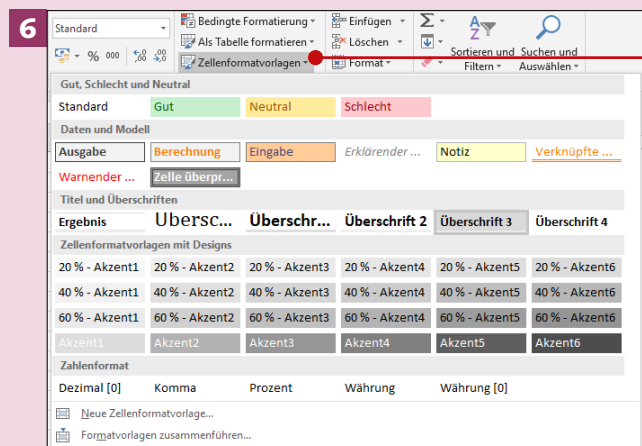 6
Standard
Bedingte Formatierung
Einfügen
Als Tabelle formatieren
Löschen
% 000
Zellenformatvorlagen
Format
Sortieren und Filtern
Suchen und Auswählen
Gut, Schlecht und Neutral
Standard Gut Neutral Schlecht
Daten und Modell
Ausgabe Berechnung Eingabe Erklärender ... Notiz Verknüpfte ...
Warnender ... Zelle überpr...
Titel und Überschriften
Ergebnis Übersc... Überschr... Überschrift 2 Überschrift 3 Überschrift 4
Zellenformatvorlagen mit Designs
20 % - Akzent1 20 % - Akzent2 20 % - Akzent3 20 % - Akzent4 20 % - Akzent5 20 % - Akzent6
40 % - Akzent1 40 % - Akzent2 40 % - Akzent3 40 % - Akzent4 40 % - Akzent5 40 % - Akzent6
60 % - Akzent1 60 % - Akzent2 60 % - Akzent3 60 % - Akzent4 60 % - Akzent5 60 % - Akzent6
Akzent1 Akzent2 Akzent3 Akzent4 Akzent5 Akzent6
Zahlenformat
Dezimal [0] Komma Prozent Währung Währung [0]
Neue Zellenformatvorlage...
Formatvorlagen zusammenführen...